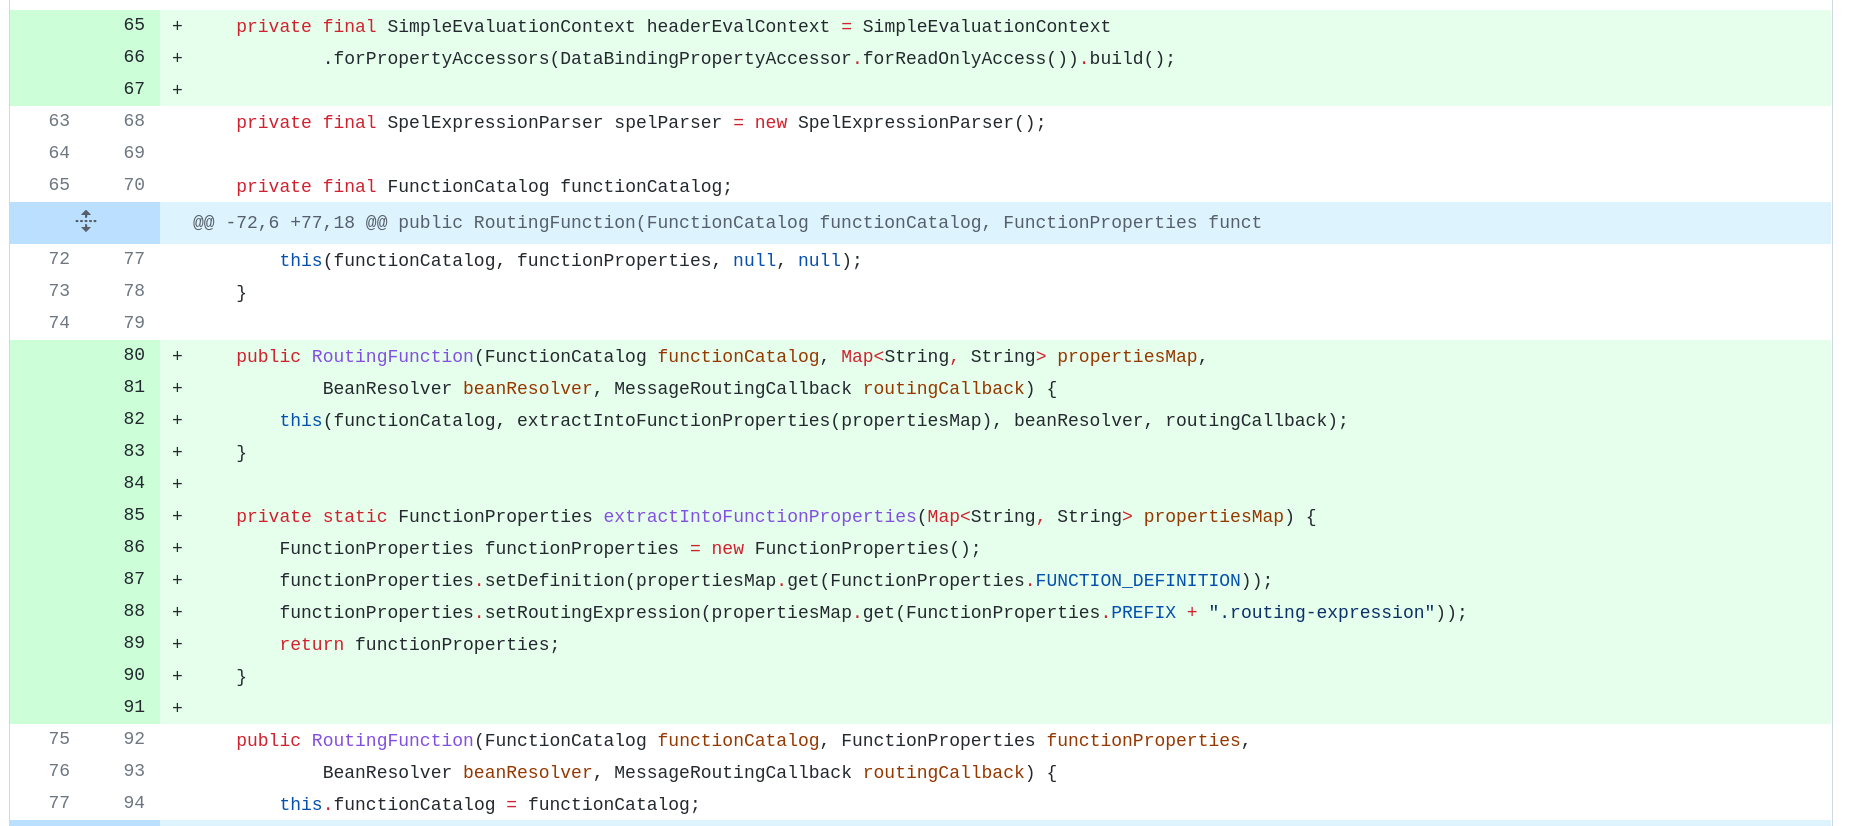 65 +     private final SimpleEvaluationContext headerEvalContext = SimpleEvaluationContext
66 +             .forPropertyAccessors(DataBindingPropertyAccessor.forReadOnlyAccess()).build();
67 +
63 68     private final SpelExpressionParser spelParser = new SpelExpressionParser();
64 69
65 70     private final FunctionCatalog functionCatalog;
@@ -72,6 +77,18 @@ public RoutingFunction(FunctionCatalog functionCatalog, FunctionProperties funct
72 77         this(functionCatalog, functionProperties, null, null);
73 78     }
74 79
80 +     public RoutingFunction(FunctionCatalog functionCatalog, Map<String, String> propertiesMap,
81 +             BeanResolver beanResolver, MessageRoutingCallback routingCallback) {
82 +         this(functionCatalog, extractIntoFunctionProperties(propertiesMap), beanResolver, routingCallback);
83 +     }
84 +
85 +     private static FunctionProperties extractIntoFunctionProperties(Map<String, String> propertiesMap) {
86 +         FunctionProperties functionProperties = new FunctionProperties();
87 +         functionProperties.setDefinition(propertiesMap.get(FunctionProperties.FUNCTION_DEFINITION));
88 +         functionProperties.setRoutingExpression(propertiesMap.get(FunctionProperties.PREFIX + ".routing-expression"));
89 +         return functionProperties;
90 +     }
91 +
75 92     public RoutingFunction(FunctionCatalog functionCatalog, FunctionProperties functionProperties,
76 93             BeanResolver beanResolver, MessageRoutingCallback routingCallback) {
77 94         this.functionCatalog = functionCatalog;